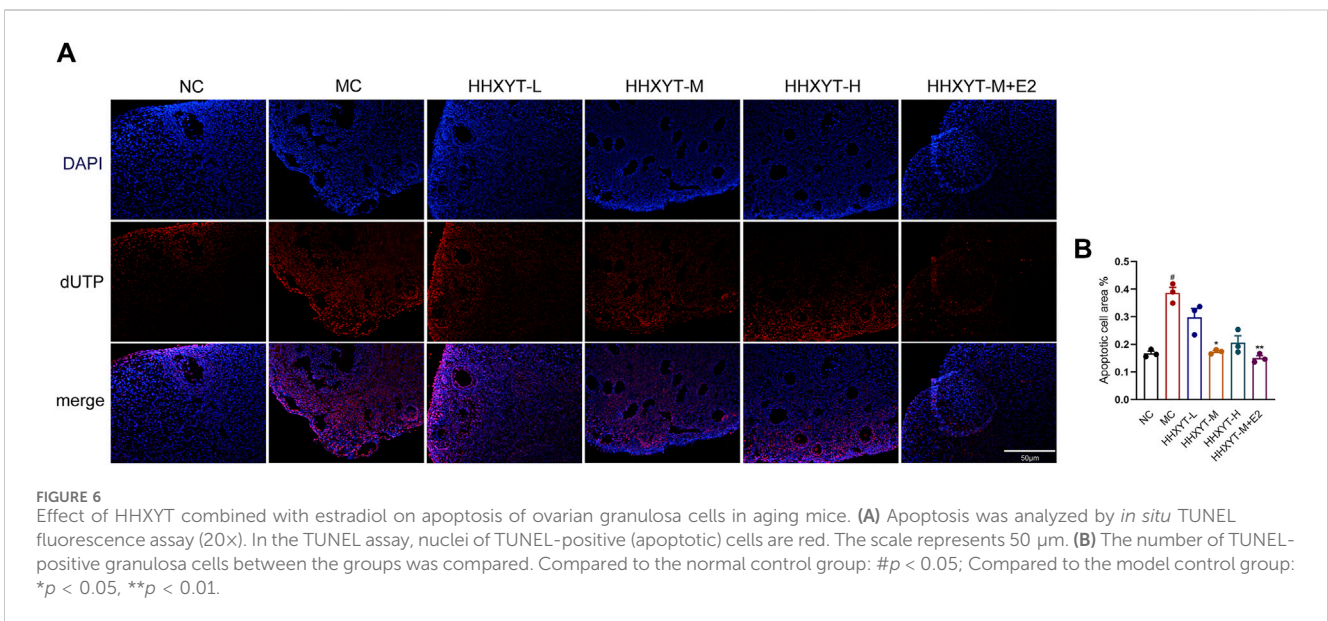 A
NC MC HHXYT-L HHXYT-M HHXYT-H HHXYT-M+E2
DAPI
dUTP
merge
50μm
B
Apoptotic cell area %
0.5
0.4
0.3
0.2
0.1
0.0
#
*
**
NC
MC
HHXYT-L
HHXYT-M
HHXYT-H
HHXYT-M+E2
FIGURE 6
Effect of HHXYT combined with estradiol on apoptosis of ovarian granulosa cells in aging mice. (A) Apoptosis was analyzed by in situ TUNEL
fluorescence assay (20×). In the TUNEL assay, nuclei of TUNEL-positive (apoptotic) cells are red. The scale represents 50 μm. (B) The number of TUNEL-
positive granulosa cells between the groups was compared. Compared to the normal control group: #p < 0.05; Compared to the model control group:
*p < 0.05, **p < 0.01.